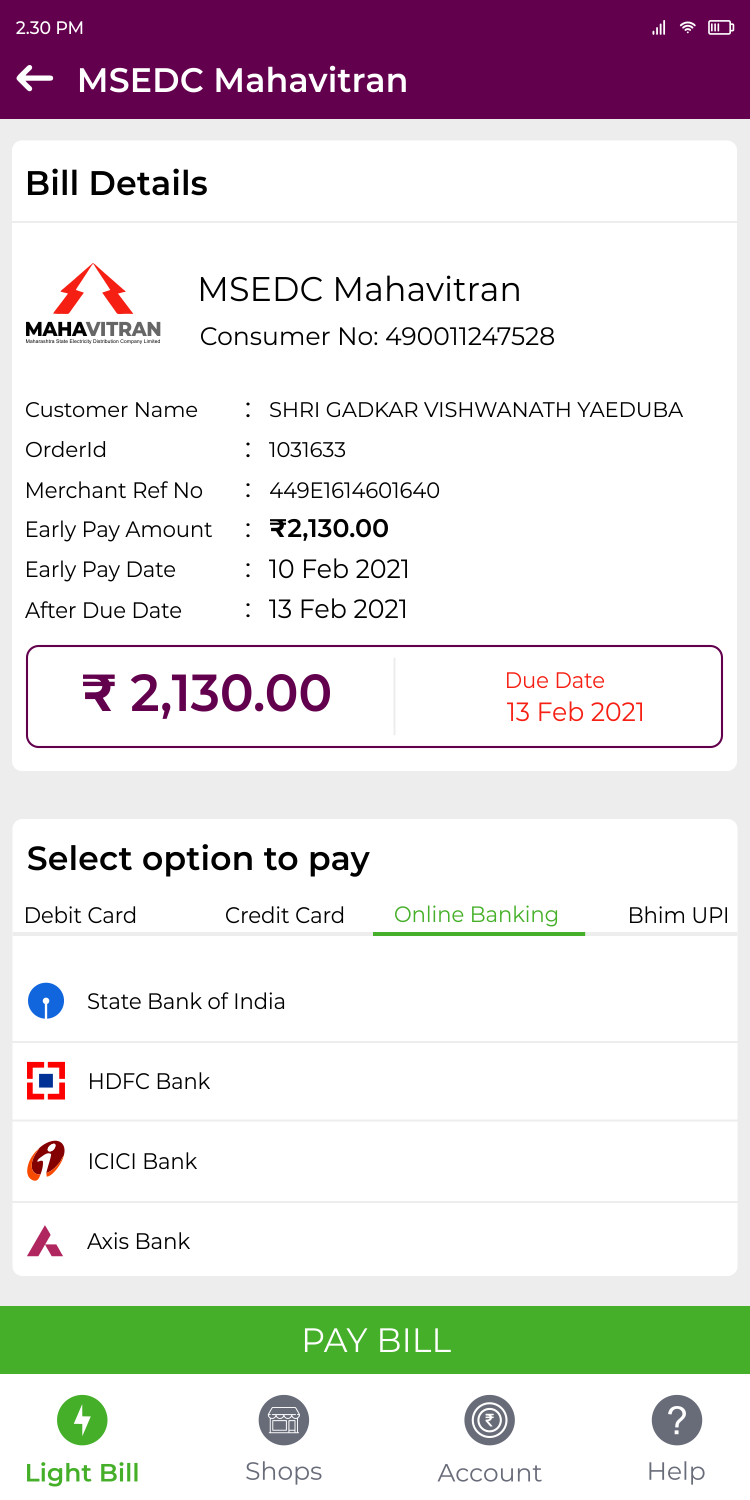 2.30 PM
MSEDC Mahavitran
Bill Details
MAHAVITRAN
Maharashtra State Electricity Distribution Company Limited
MSEDC Mahavitran
Consumer No: 490011247528
Customer Name : SHRI GADKAR VISHWANATH YAEDUBA
OrderId : 1031633
Merchant Ref No : 449E1614601640
Early Pay Amount : ₹2,130.00
Early Pay Date : 10 Feb 2021
After Due Date : 13 Feb 2021
₹ 2,130.00
Due Date
13 Feb 2021
Select option to pay
Debit Card Credit Card Online Banking Bhim UPI
State Bank of India
HDFC Bank
ICICI Bank
Axis Bank
PAY BILL
Light Bill Shops Account Help